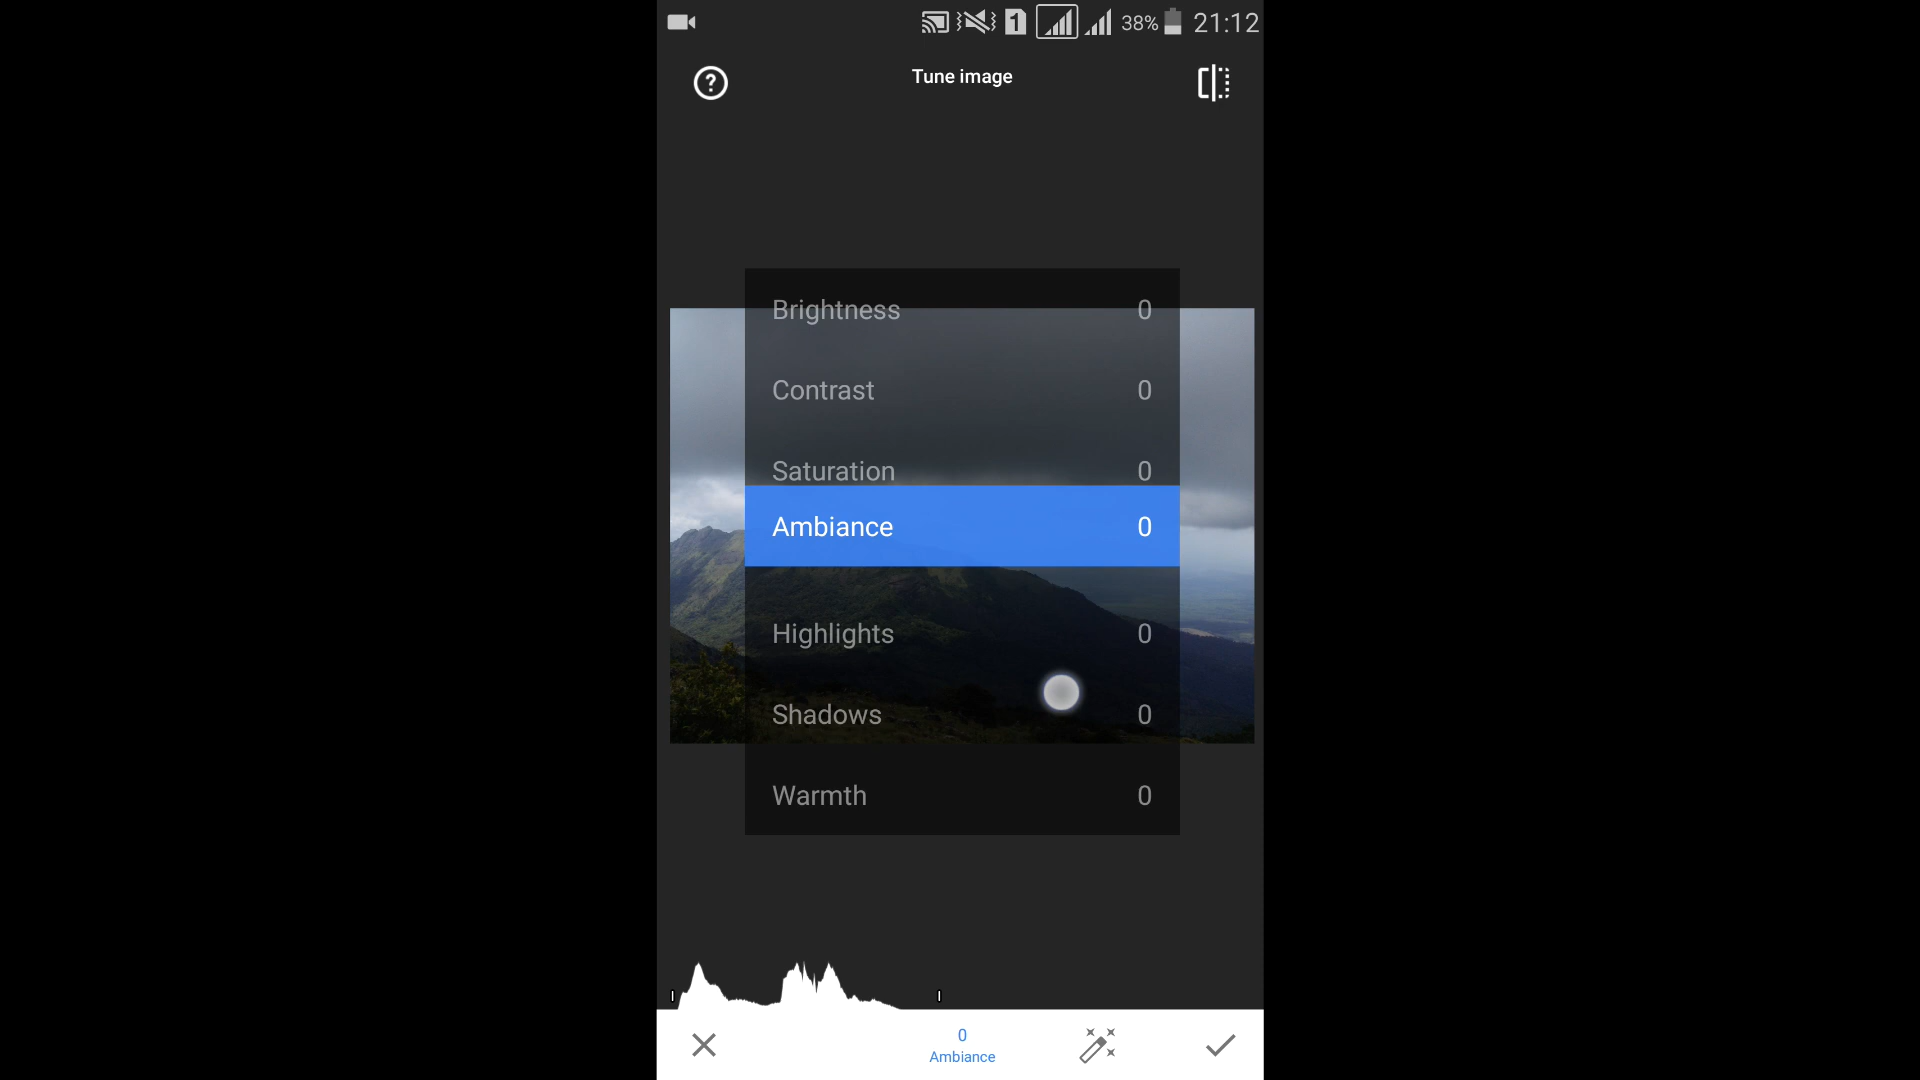 1 38% 21:12
? Tune image
Brightness 0
Contrast 0
Saturation 0
Ambiance 0
Highlights 0
Shadows 0
Warmth 0
0
Ambiance